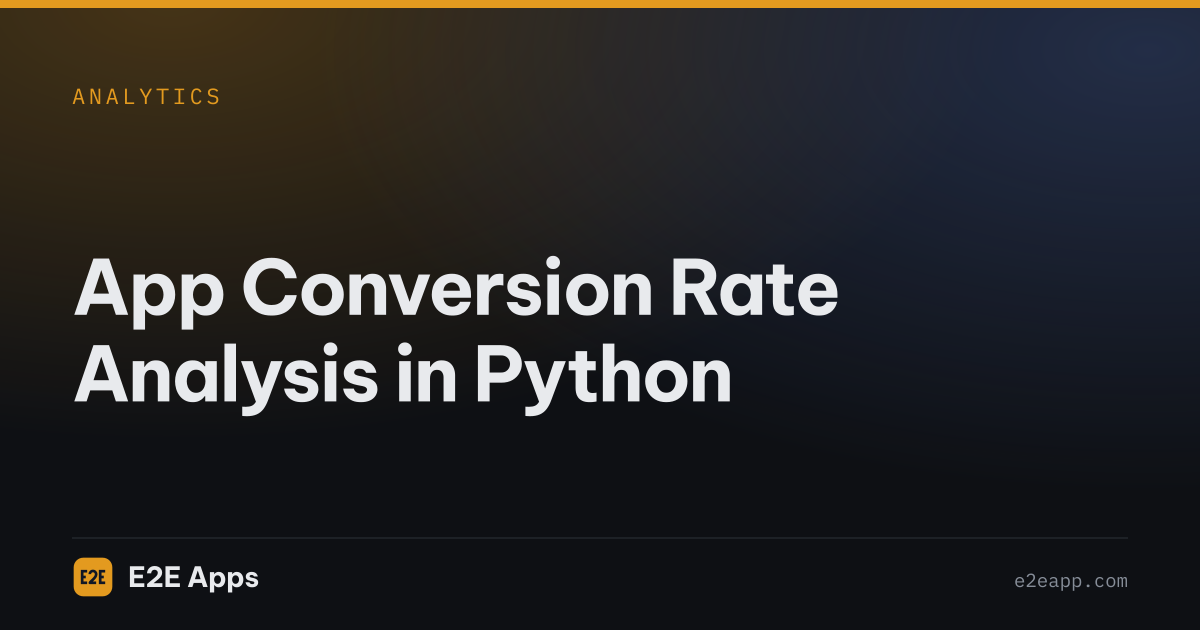 ANALYTICS
App Conversion Rate
Analysis in Python
E2E
E2E Apps
e2eapp.com